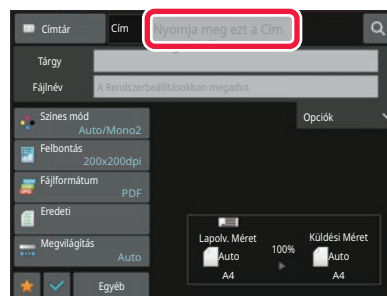 Címtár
Cím
Nyomja meg ezt a Cím
Tárgy
Fájlnév
A Rendszerbeállításokban megadva
Színes mód
Auto/Mono2
Opciók
Felbontás
200x200dpi
Fájlformátum
PDF
Eredeti
Megvilágítás
Auto
Lapolv. Méret
100%
Küldési Méret
Auto
Auto
A4
A4
Egyéb